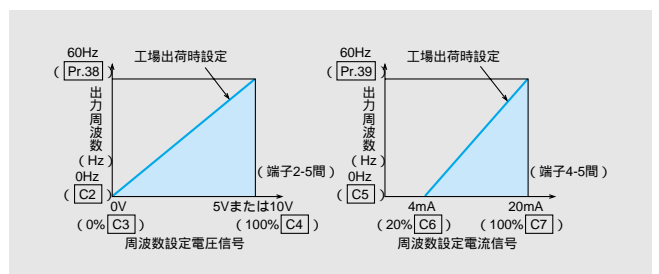 60Hz
（Pr.38）
工場出荷時設定
出力周波数
（Hz）
0Hz
（C2）
（端子2-5間）
0V
5Vまたは10V
（0%C3）
（100%C4）
周波数設定電圧信号
60Hz
（Pr.39）
工場出荷時設定
出力周波数
（Hz）
0Hz
（C5）
（端子4-5間）
4mA
20mA
（20%C6）
（100%C7）
周波数設定電流信号